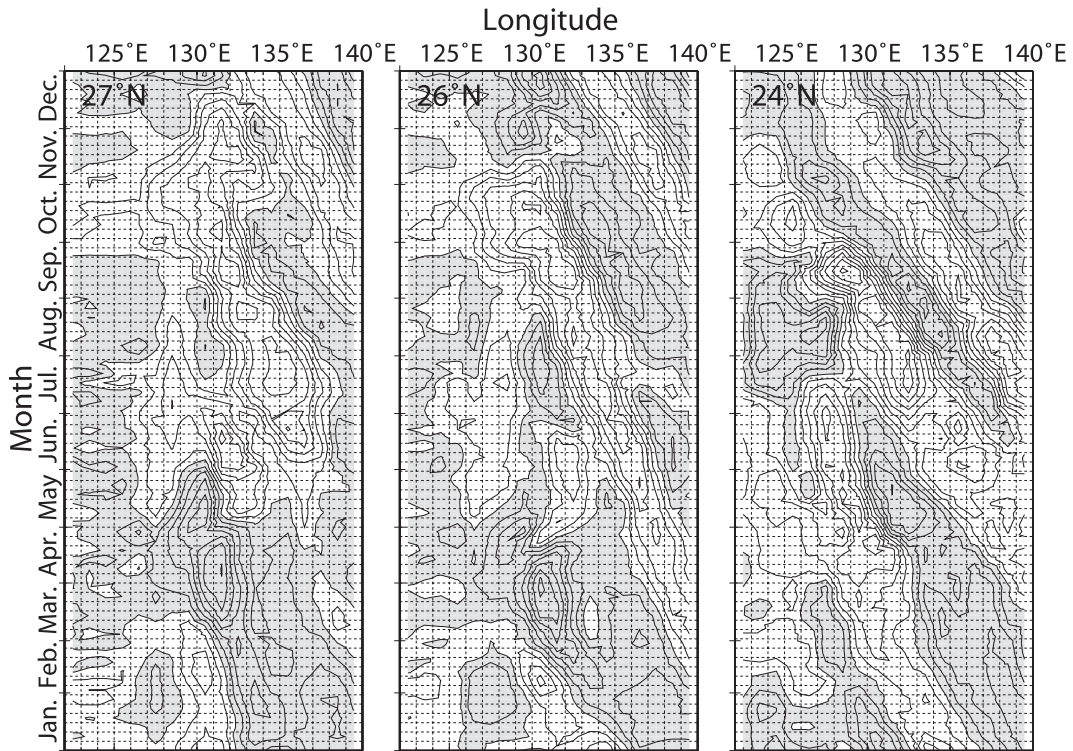 Longitude
125°E 130°E 135°E 140°E 125°E 130°E 135°E 140°E 125°E 130°E 135°E 140°E
27°N 26°N 24°N
Month
Dec.
Nov.
Oct.
Sep.
Aug.
Jul.
Jun.
May
Apr.
Mar.
Feb.
Jan.